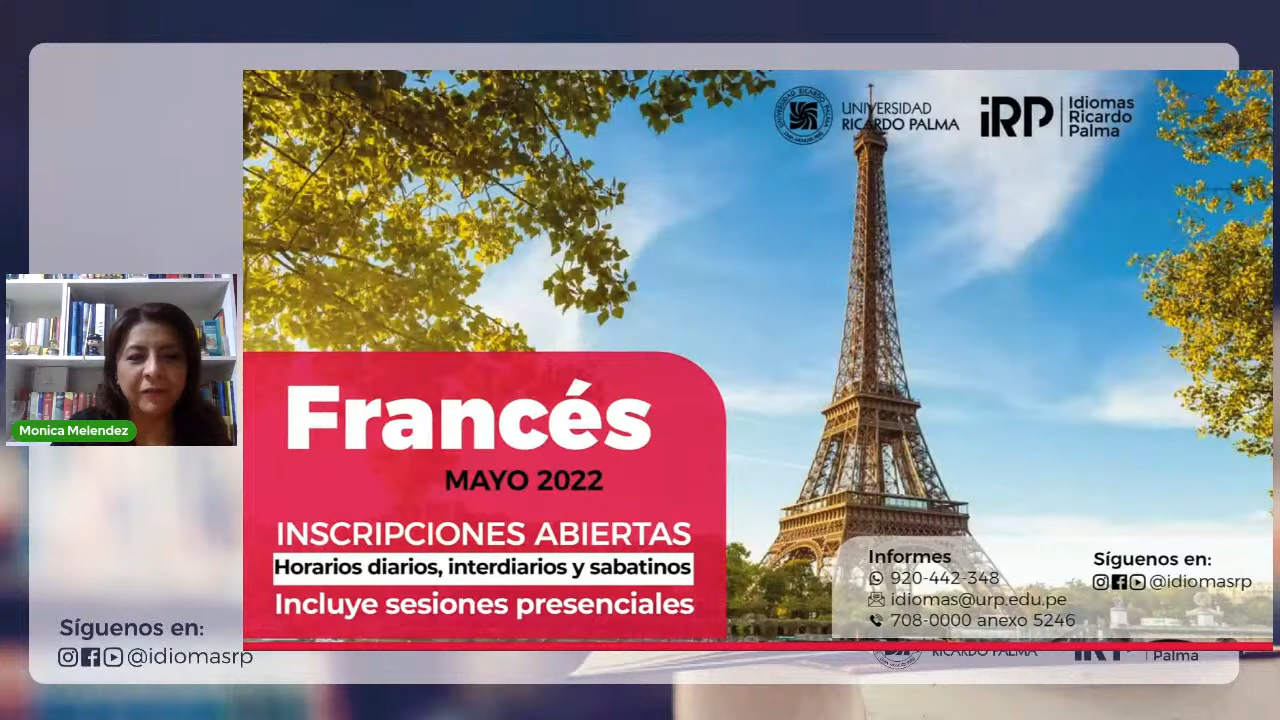 UNIVERSIDAD
RICARDO PALMA
iRP
Idiomas
Ricardo
Palma
Monica Melendez
Francés
MAYO 2022
INSCRIPCIONES ABIERTAS
Horarios diarios, interdiarios y sabatinos
Incluye sesiones presenciales
Informes
920-442-348
idiomas@urp.edu.pe
708-0000 anexo 5246
Síguenos en:
@idiomasrp
Síguenos en:
@idiomasrp
RICARDO PALMA
iRP
Palma